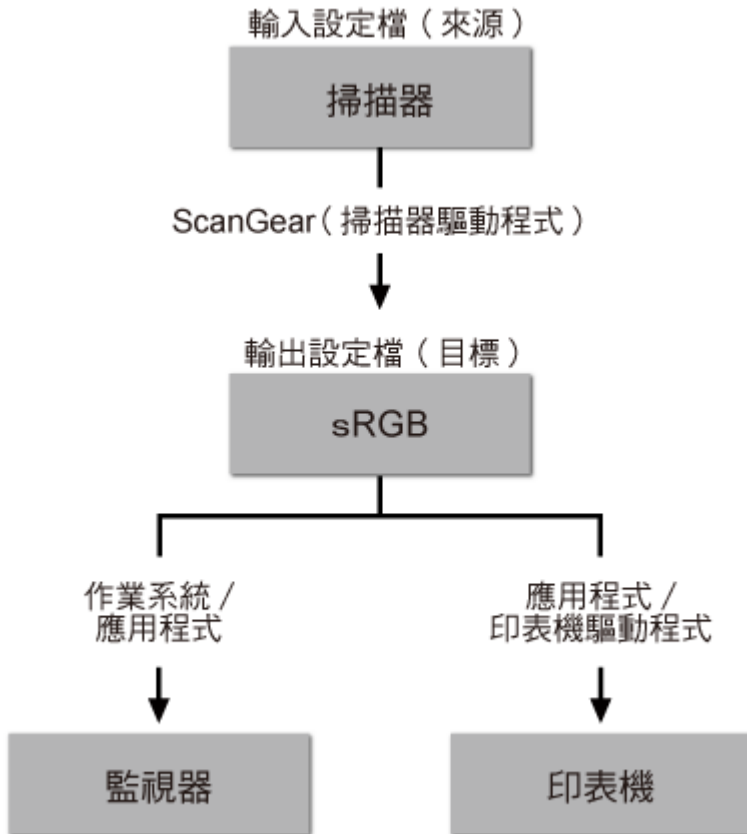 輸入設定檔（來源）
掃描器
ScanGear（掃描器驅動程式）
輸出設定檔（目標）
sRGB
作業系統 /
應用程式
應用程式 /
印表機驅動程式
監視器
印表機